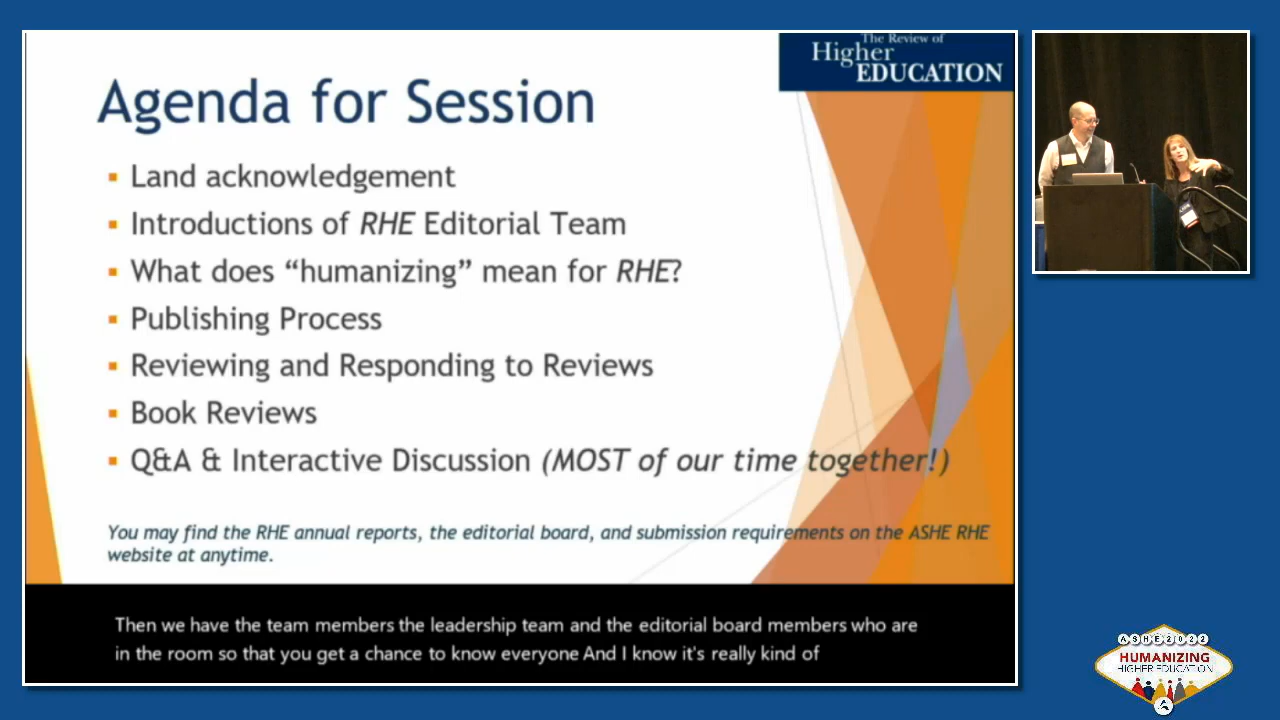 The Review of
Higher
EDUCATION
Agenda for Session
Land acknowledgement
Introductions of RHE Editorial Team
What does “humanizing” mean for RHE?
Publishing Process
Reviewing and Responding to Reviews
Book Reviews
Q&A & Interactive Discussion (MOST of our time together!)
You may find the RHE annual reports, the editorial board, and submission requirements on the ASHE RHE
website at anytime.
Then we have the team members the leadership team and the editorial board members who are
in the room so that you get a chance to know everyone And I know it's really kind of
ASHE2022
HUMANIZING
HIGHER EDUCATION
A